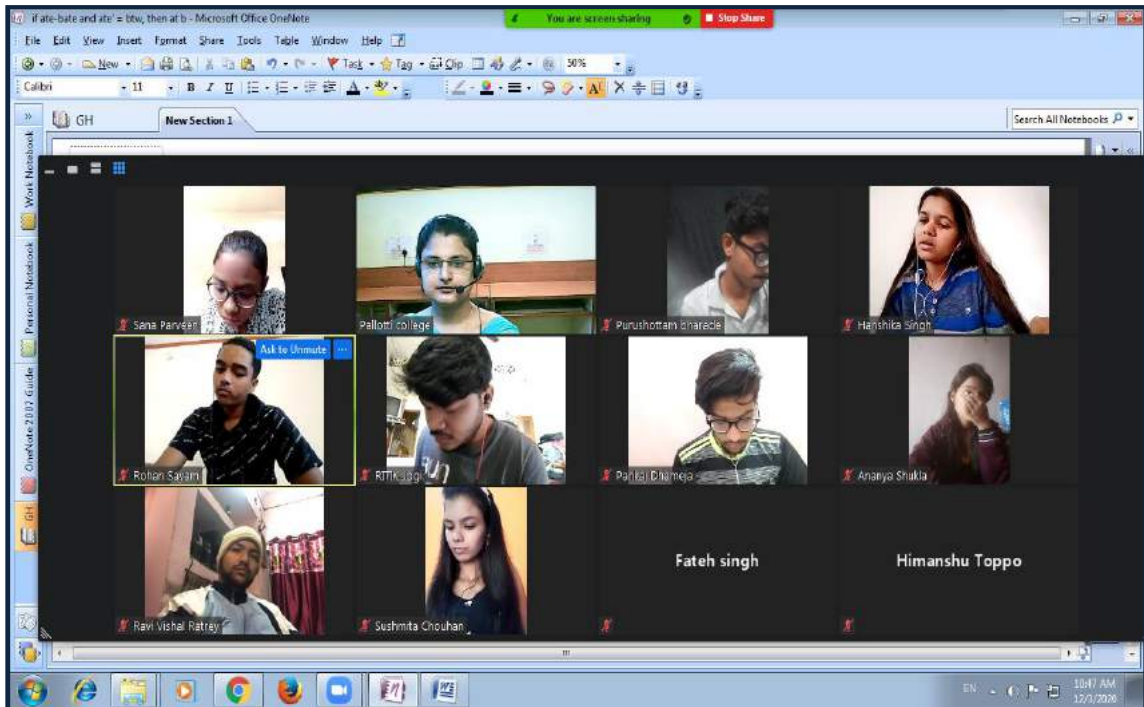 if ate-bate and ate' = btw, then at b - Microsoft Office OneNote
You are screen sharing
Stop Share
File Edit View Insert Format Share Tools Table Window Help
New Task Tag Clip 50%
Calibri 11 B I U
GH
New Section 1
Search All Notebooks
Work Notebook
Personal Notebook
OneNote 2007 Guide
GH
Sana Parveen
Pallotti college
Purushottam
Hanshika Singh
Ask to Unmute ...
Rohan
Pankaj Dhameja
Ananya Shukla
Ravi Vishal Ratrey
Sushmita Chouhan
Fateh singh
Himanshu Toppo
EN
10:47 AM